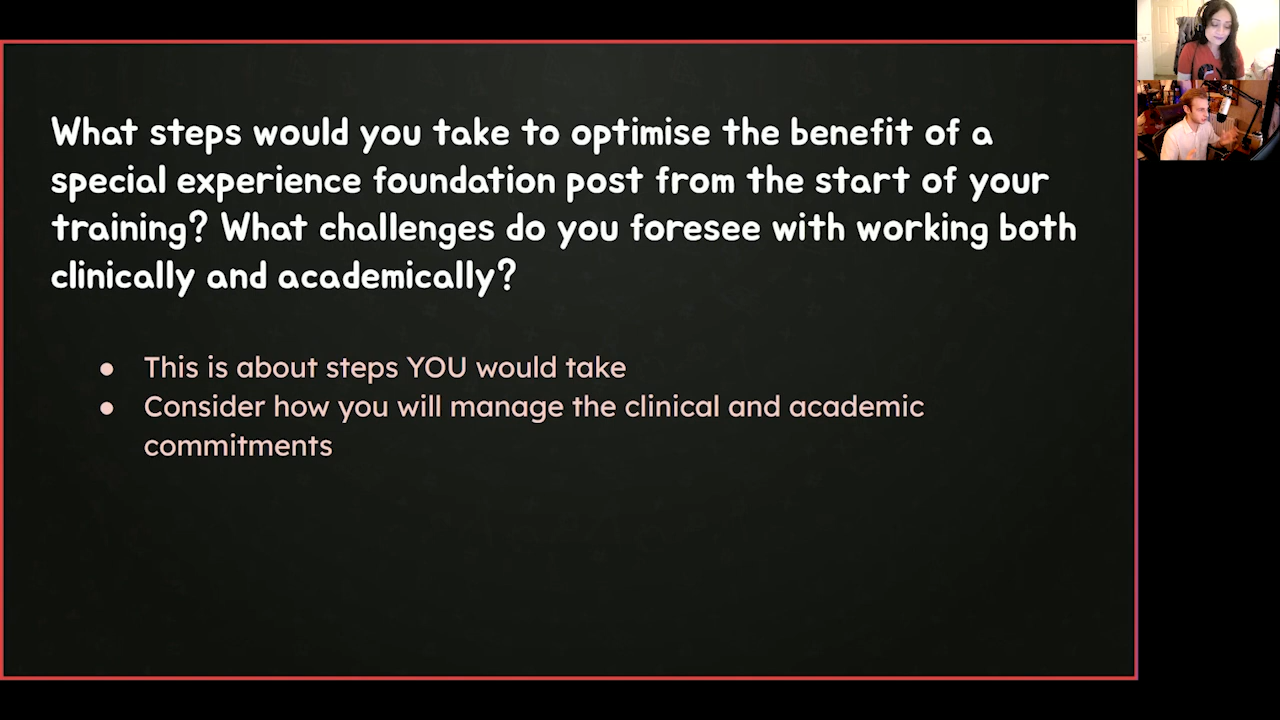 What steps would you take to optimise the benefit of a
special experience foundation post from the start of your
training? What challenges do you foresee with working both
clinically and academically?
● This is about steps YOU would take
● Consider how you will manage the clinical and academic
commitments